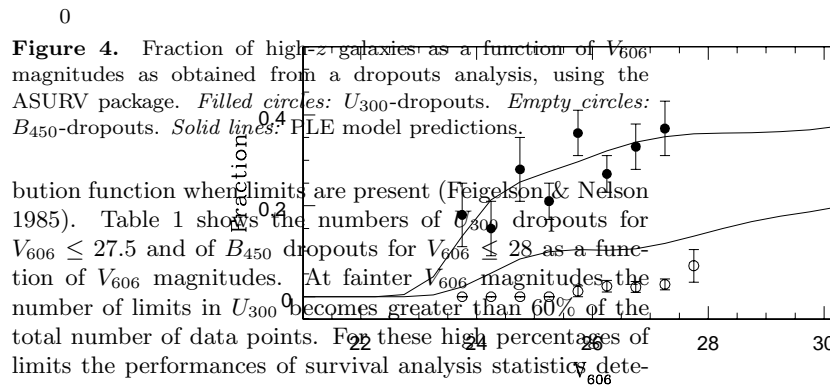 0
Figure 4. Fraction of high-z galaxies as a function of V606
magnitudes as obtained from a dropouts analysis, using the
ASURV package. Filled circles: U300-dropouts. Empty circles:
B450-dropouts. Solid lines: PLE model predictions.
bution function when limits are present (Feigelson & Nelson
1985). Table 1 shows the numbers of U300 dropouts for
V606 ≤ 27.5 and of B450 dropouts for V606 ≤ 28 as a func-
tion of V606 magnitudes. At fainter V606 magnitudes the
number of limits in U300 becomes greater than 60% of the
total number of data points. For these high percentages of
limits the performances of survival analysis statistics dete-
Fraction
0.4
0.2
0
22 24 26 28 30
V606